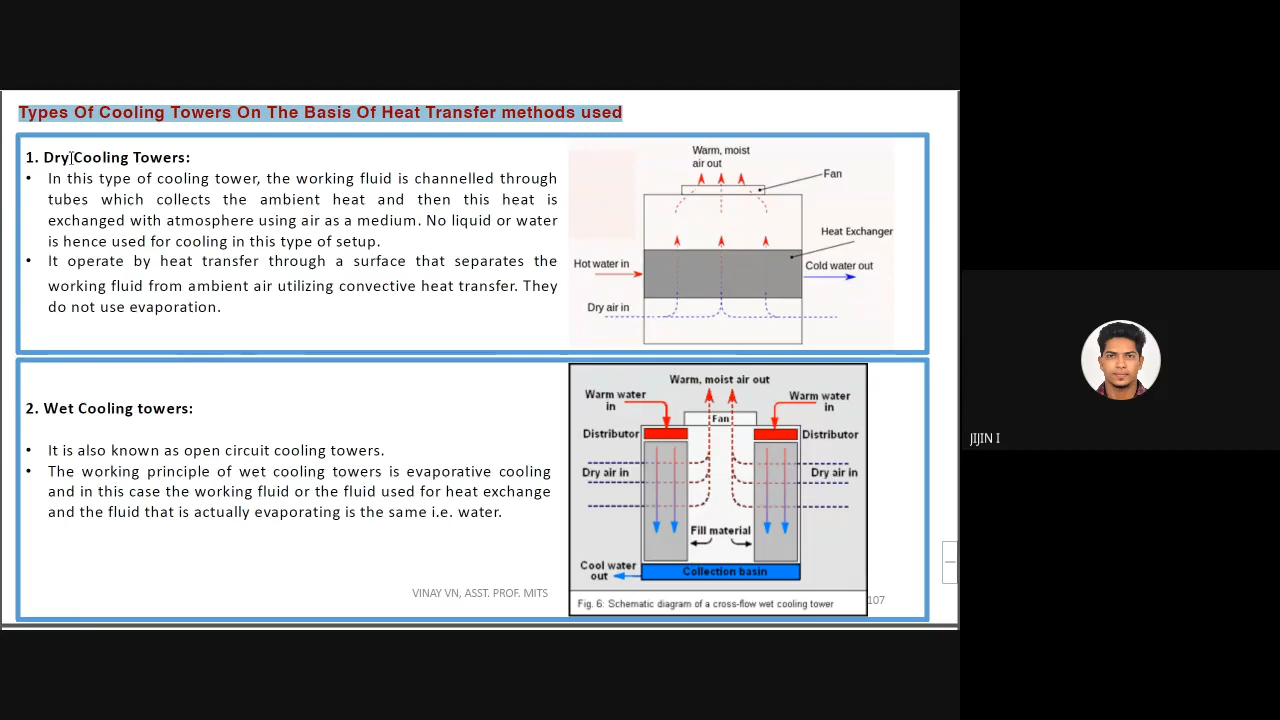 Types Of Cooling Towers On The Basis Of Heat Transfer methods used
1. Dry Cooling Towers:
• In this type of cooling tower, the working fluid is channelled through
tubes which collects the ambient heat and then this heat is
exchanged with atmosphere using air as a medium. No liquid or water
is hence used for cooling in this type of setup.
• It operate by heat transfer through a surface that separates the
working fluid from ambient air utilizing convective heat transfer. They
do not use evaporation.
Warm, moist
air out
Fan
Heat Exchanger
Hot water in
Cold water out
Dry air in
2. Wet Cooling towers:
• It is also known as open circuit cooling towers.
• The working principle of wet cooling towers is evaporative cooling
and in this case the working fluid or the fluid used for heat exchange
and the fluid that is actually evaporating is the same i.e. water.
Warm, moist air out
Warm water
in
Warm water
in
Fan
Distributor
Distributor
Dry air in
Dry air in
Fill material
Cool water
out
Collection basin
Fig. 6: Schematic diagram of a cross-flow wet cooling tower
VINAY VN, ASST. PROF. MITS
107
JIJIN I